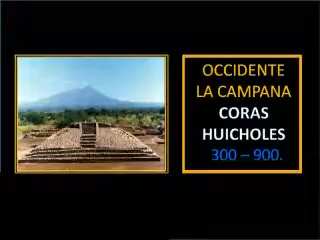 OCCIDENTE
LA CAMPANA
CORAS
HUICHOLES
300 – 900.